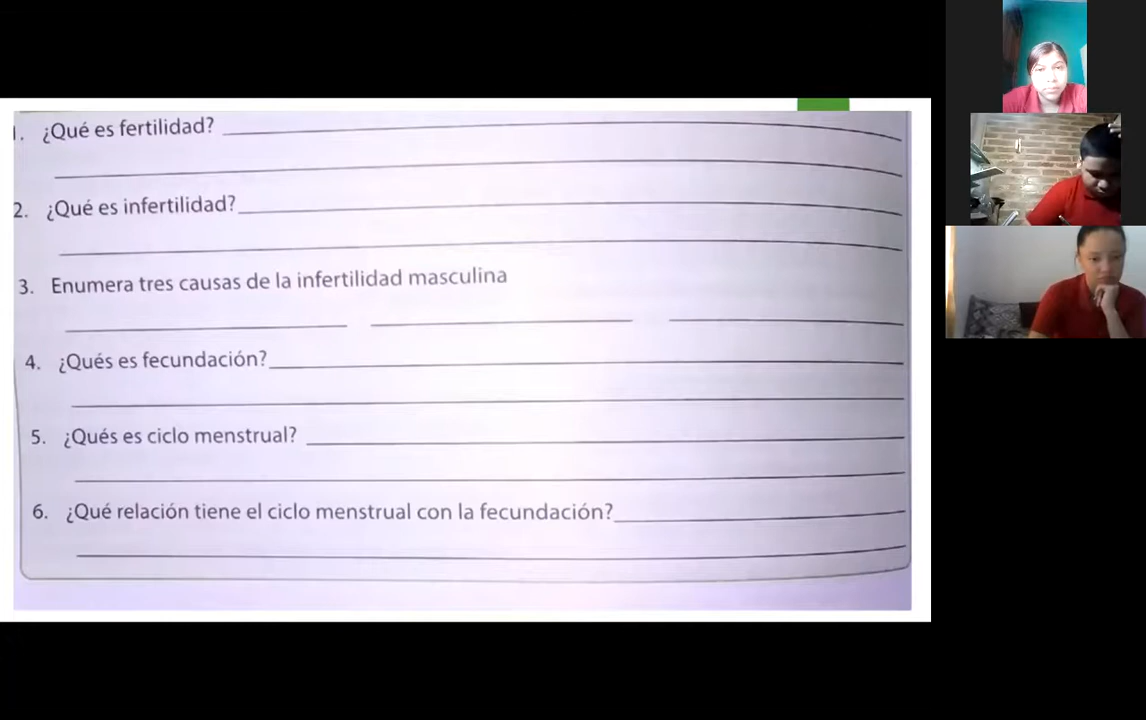 1. ¿Qué es fertilidad?
2. ¿Qué es infertilidad?
3. Enumera tres causas de la infertilidad masculina
4. ¿Qués es fecundación?
5. ¿Qués es ciclo menstrual?
6. ¿Qué relación tiene el ciclo menstrual con la fecundación?